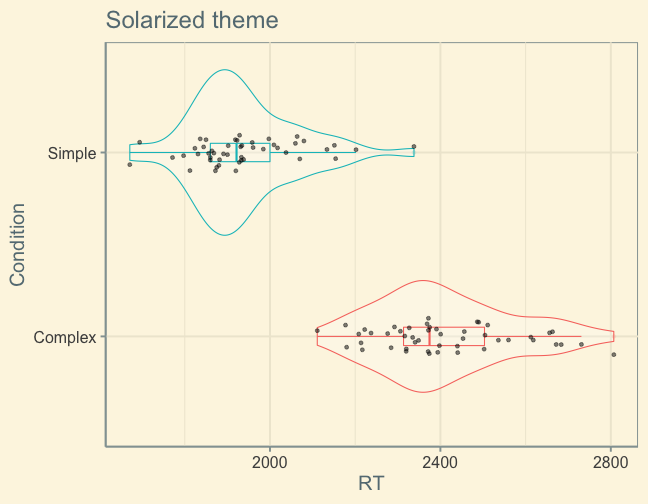 Solarized theme
Condition
Simple
Complex
2000 2400 2800
RT